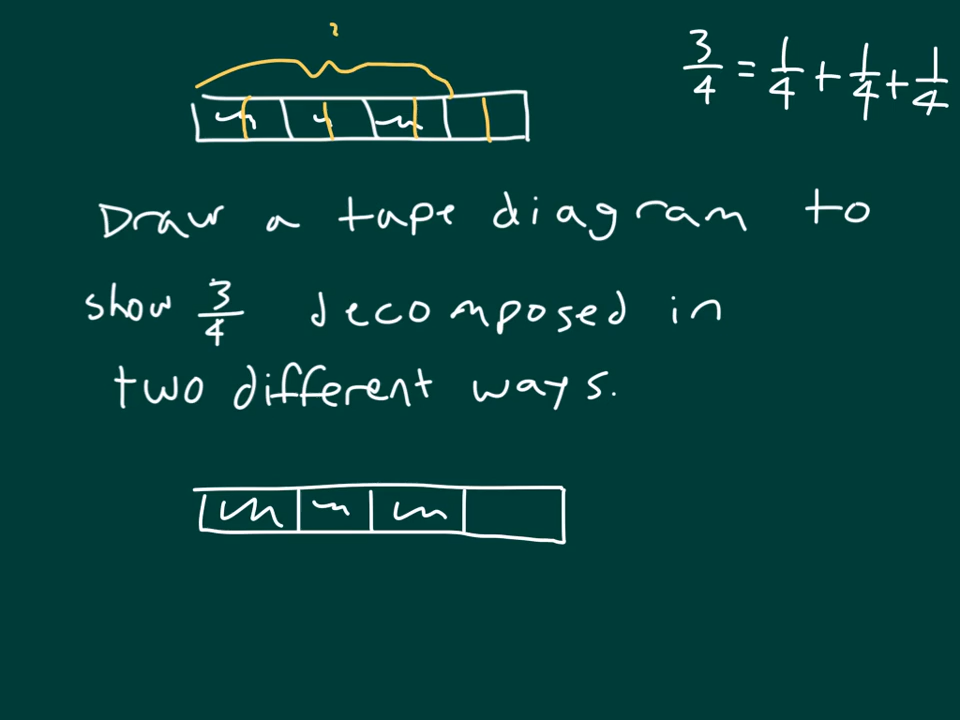 3/4 = 1/4 + 1/4 + 1/4
Draw a tape diagram to
show 3/4 decomposed in
two different ways.